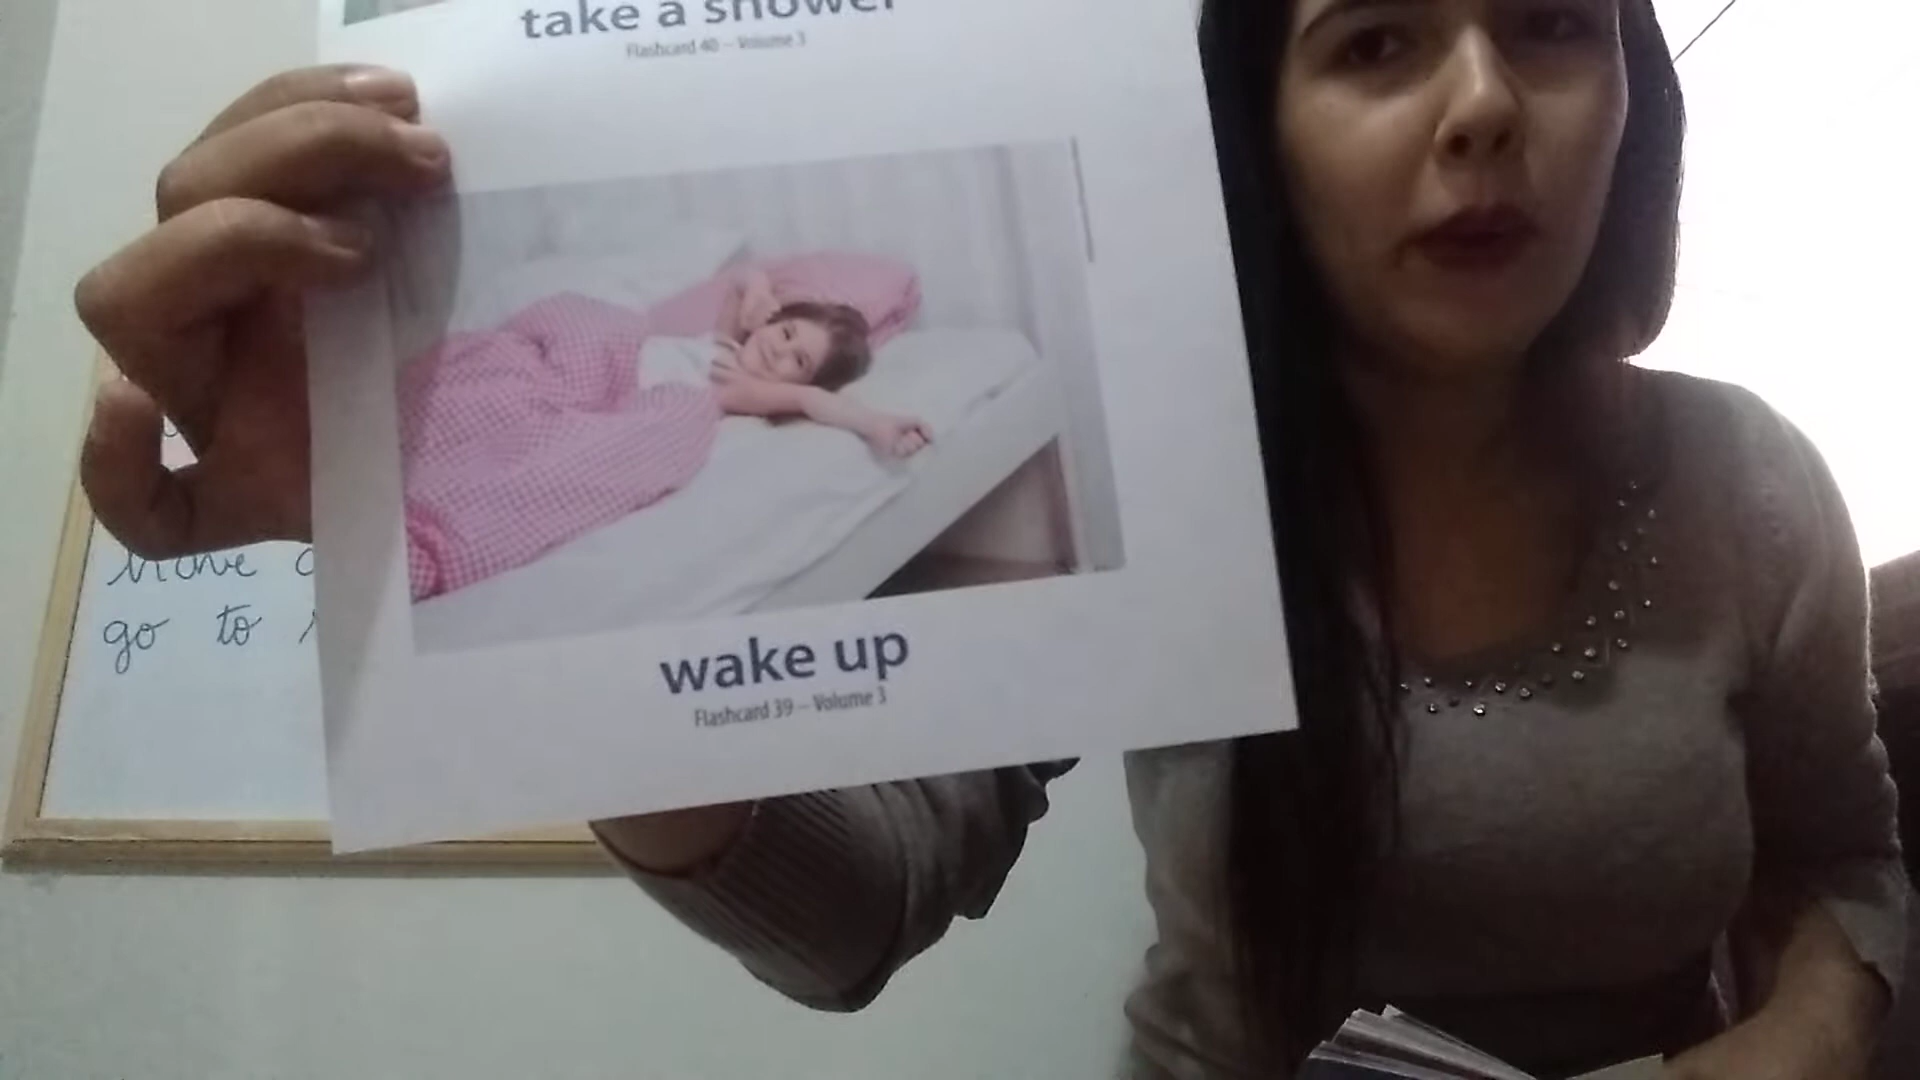 take a shower
Flashcard 40 – Volume 3
wake up
Flashcard 39 – Volume 3
go to